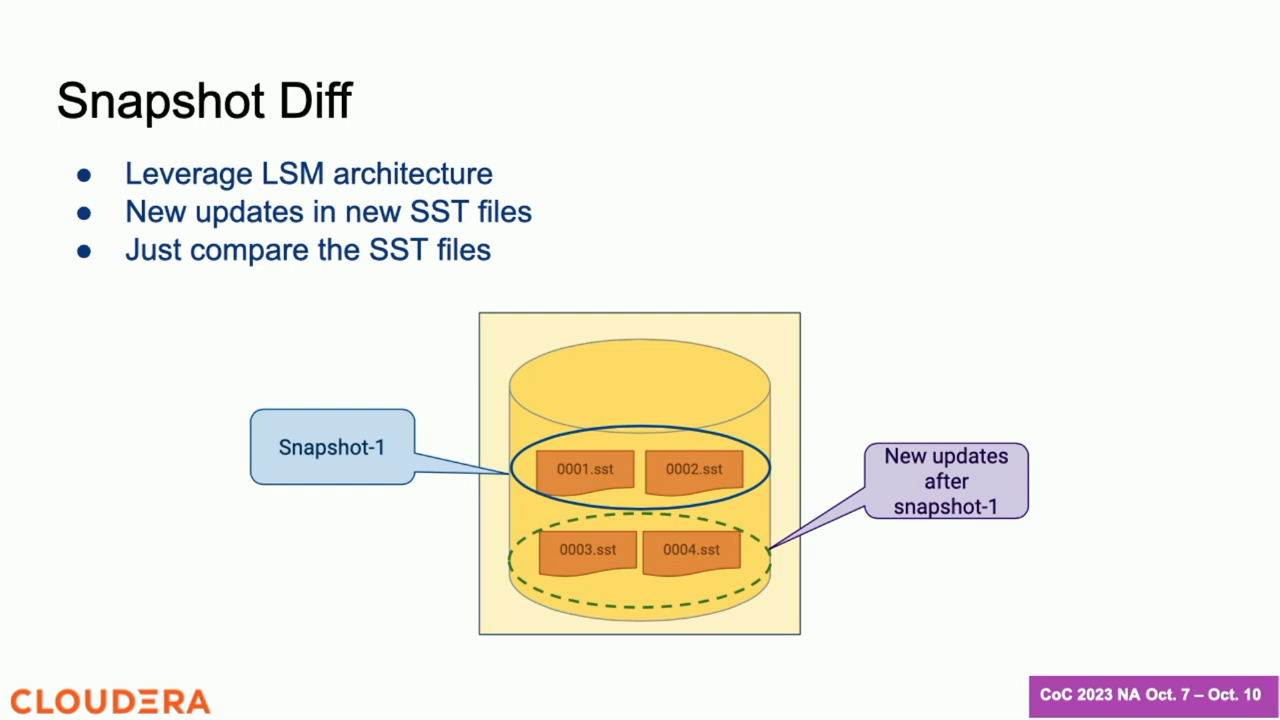 Snapshot Diff
● Leverage LSM architecture
● New updates in new SST files
● Just compare the SST files
Snapshot-1
0001.sst
0002.sst
New updates
after
snapshot-1
0003.sst
0004.sst
CLOUDERA
CoC 2023 NA Oct. 7 – Oct. 10